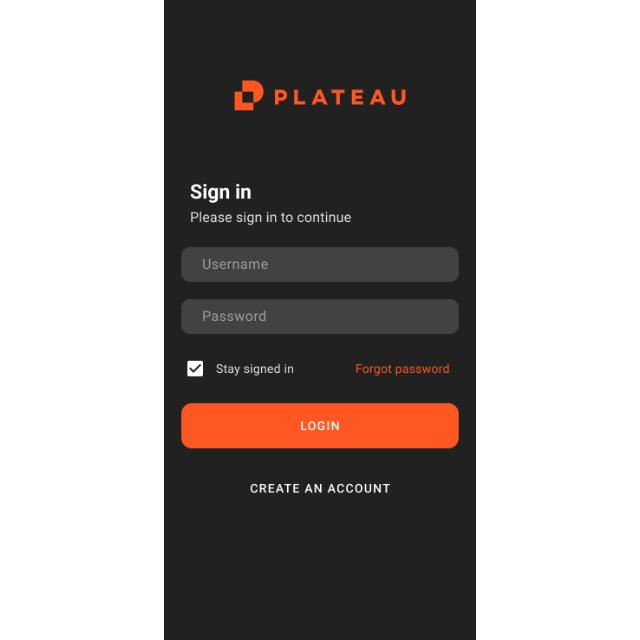 PLATEAU
Sign in
Please sign in to continue
Username
Password
Stay signed in Forgot password
LOGIN
CREATE AN ACCOUNT